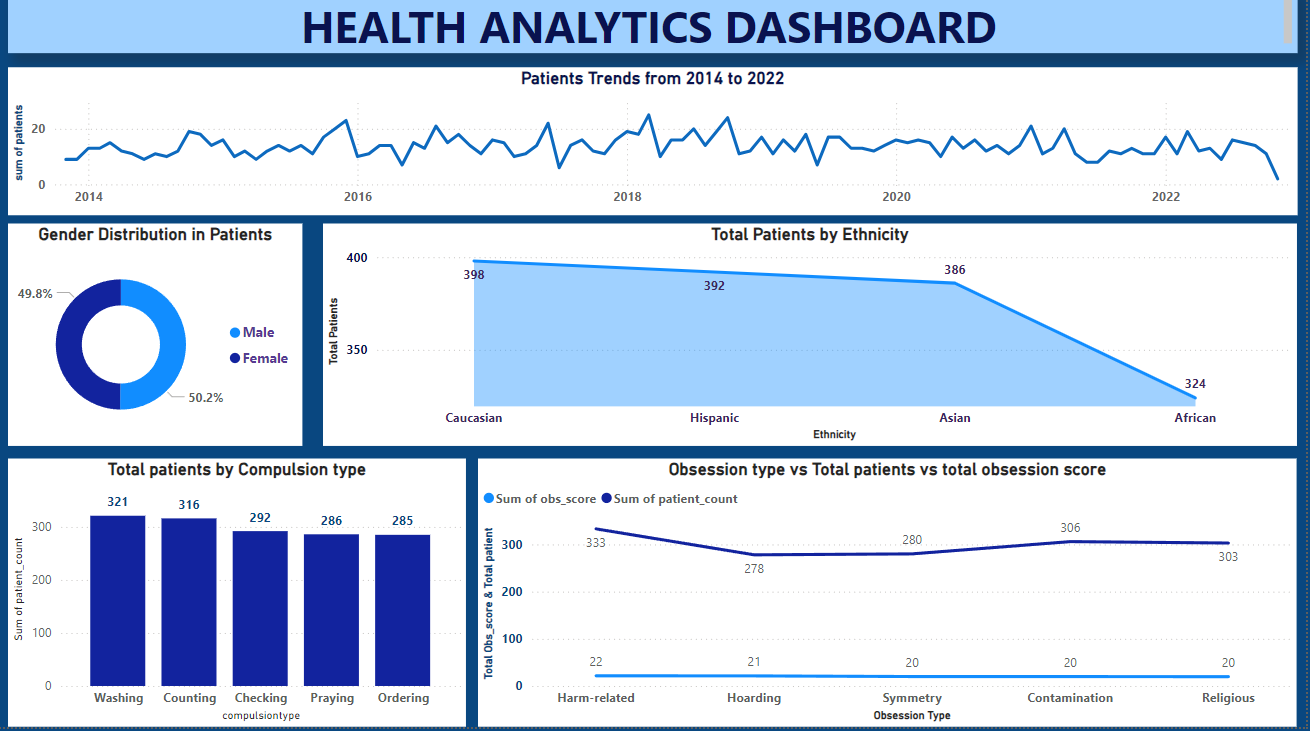 HEALTH ANALYTICS DASHBOARD
Patients Trends from 2014 to 2022
sum of patients
20
0
2014 2016 2018 2020 2022
Gender Distribution in Patients
49.8%
50.2%
Male
Female
Total Patients by Ethnicity
Total Patients
400
350
398 392 386 324
Caucasian Hispanic Asian African
Ethnicity
Total patients by Compulsion type
Sum of patient_count
300
200
100
0
321 316 292 286 285
Washing Counting Checking Praying Ordering
compulsiontype
Obsession type vs Total patients vs total obsession score
Sum of obs_score Sum of patient_count
Total Obs_score & Total patient
300
200
100
0
333 278 280 306 303
22 21 20 20 20
Harm-related Hoarding Symmetry Contamination Religious
Obsession Type